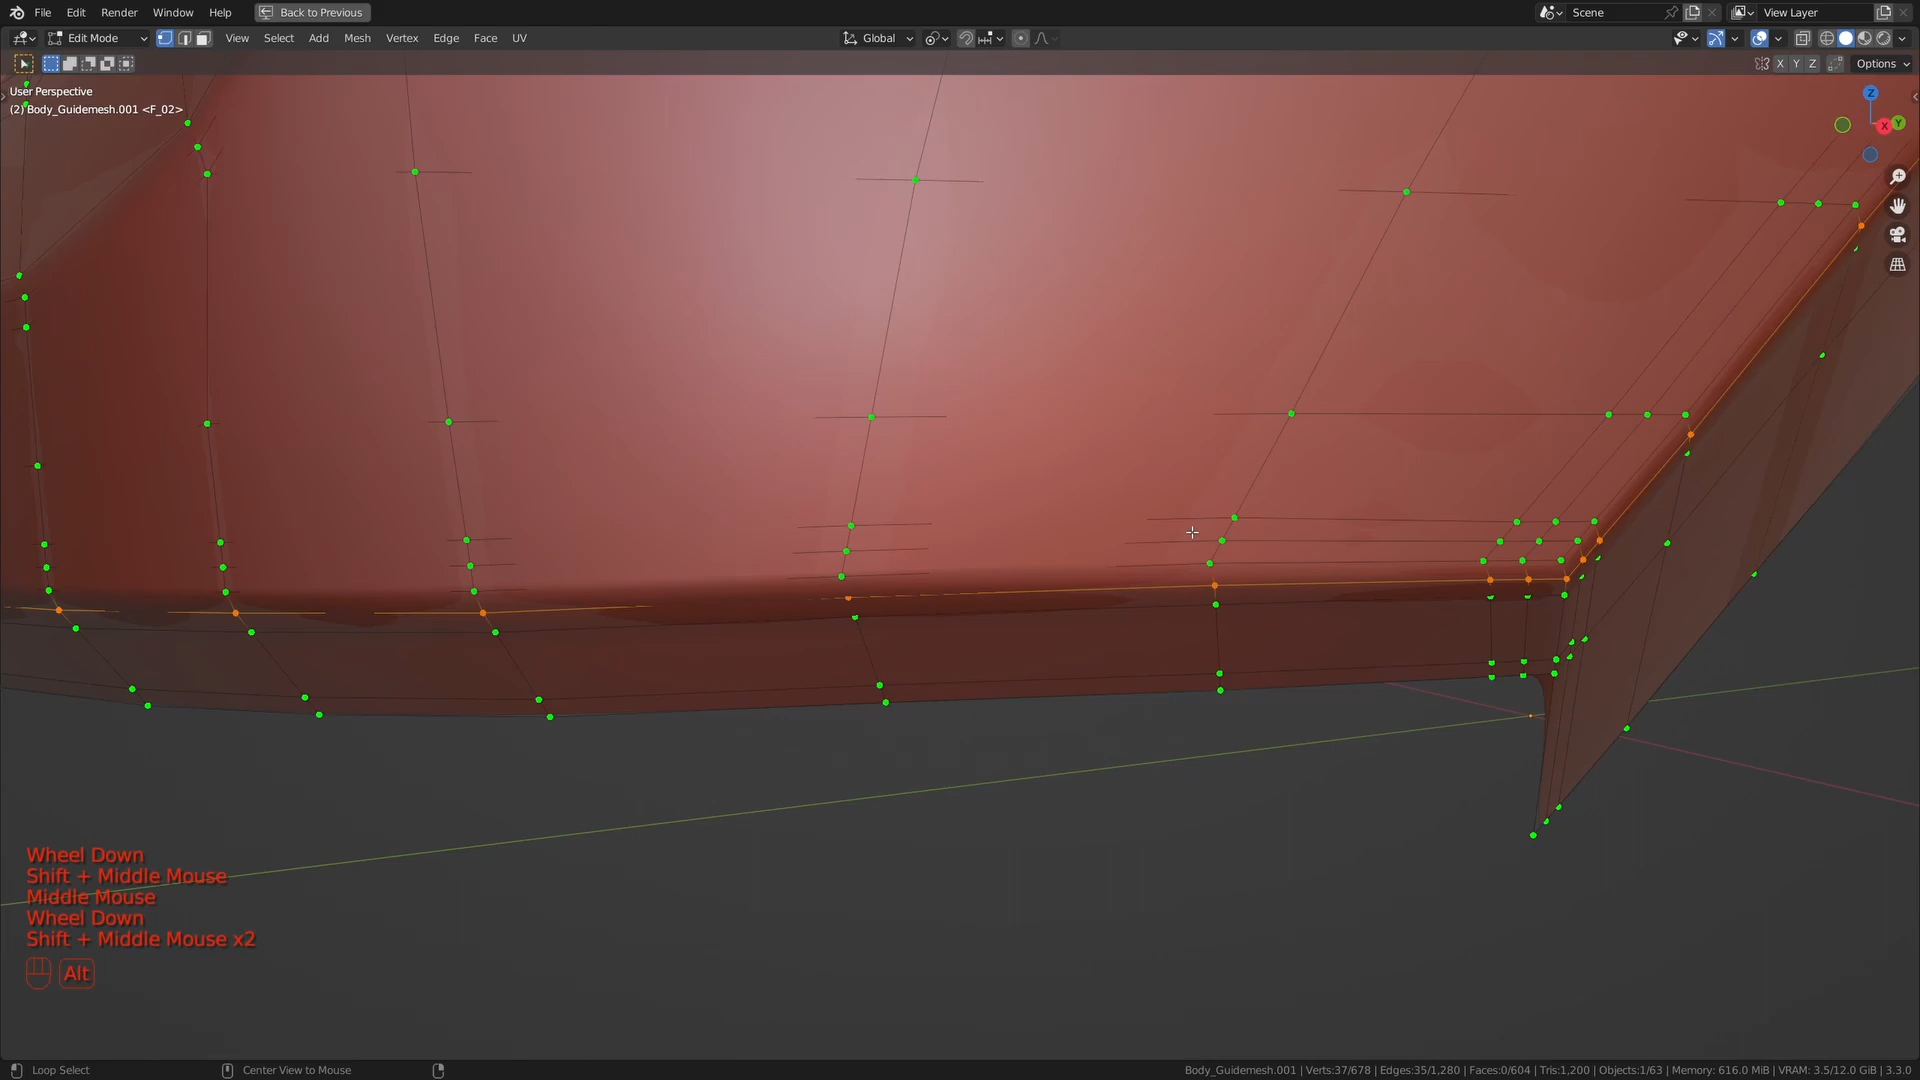 File Edit Render Window Help Back to Previous Scene View Layer
Edit Mode View Select Add Mesh Vertex Edge Face UV Global
X Y Z Options
User Perspective
(2) Body_Guidemesh.001 <F_02>
Z
X Y
Wheel Down
Shift + Middle Mouse
Middle Mouse
Wheel Down
Shift + Middle Mouse x2
Alt
Loop Select Center View to Mouse Body_Guidemesh.001 | Verts:37/678 | Edges:35/1,280 | Faces:0/604 | Tris:1,200 | Objects:1/63 | Memory: 616.0 MiB | VRAM: 3.5/12.0 GiB | 3.3.0